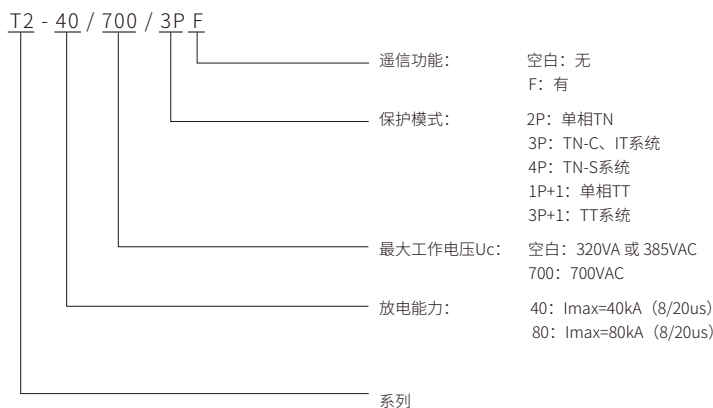 T2 - 40 / 700 / 3P F
遥信功能： 空白：无
F：有
保护模式： 2P：单相TN
3P：TN-C、IT系统
4P：TN-S系统
1P+1：单相TT
3P+1：TT系统
最大工作电压Uc： 空白：320VA 或 385VAC
700：700VAC
放电能力： 40：Imax=40kA（8/20us）
80：Imax=80kA（8/20us）
系列